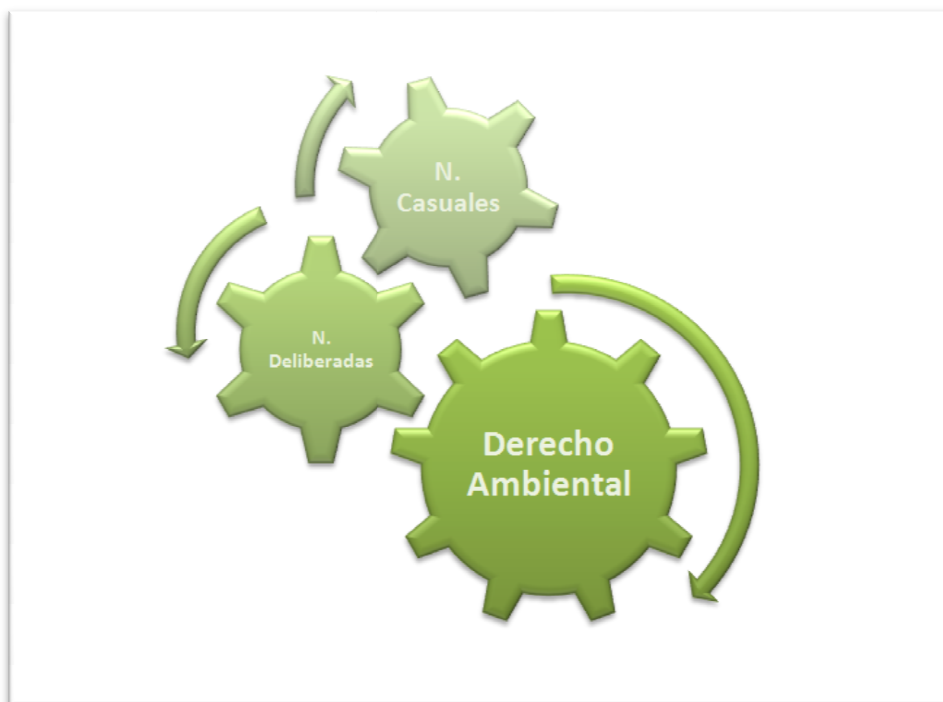 N.
Casuales
N.
Deliberadas
Derecho
Ambiental